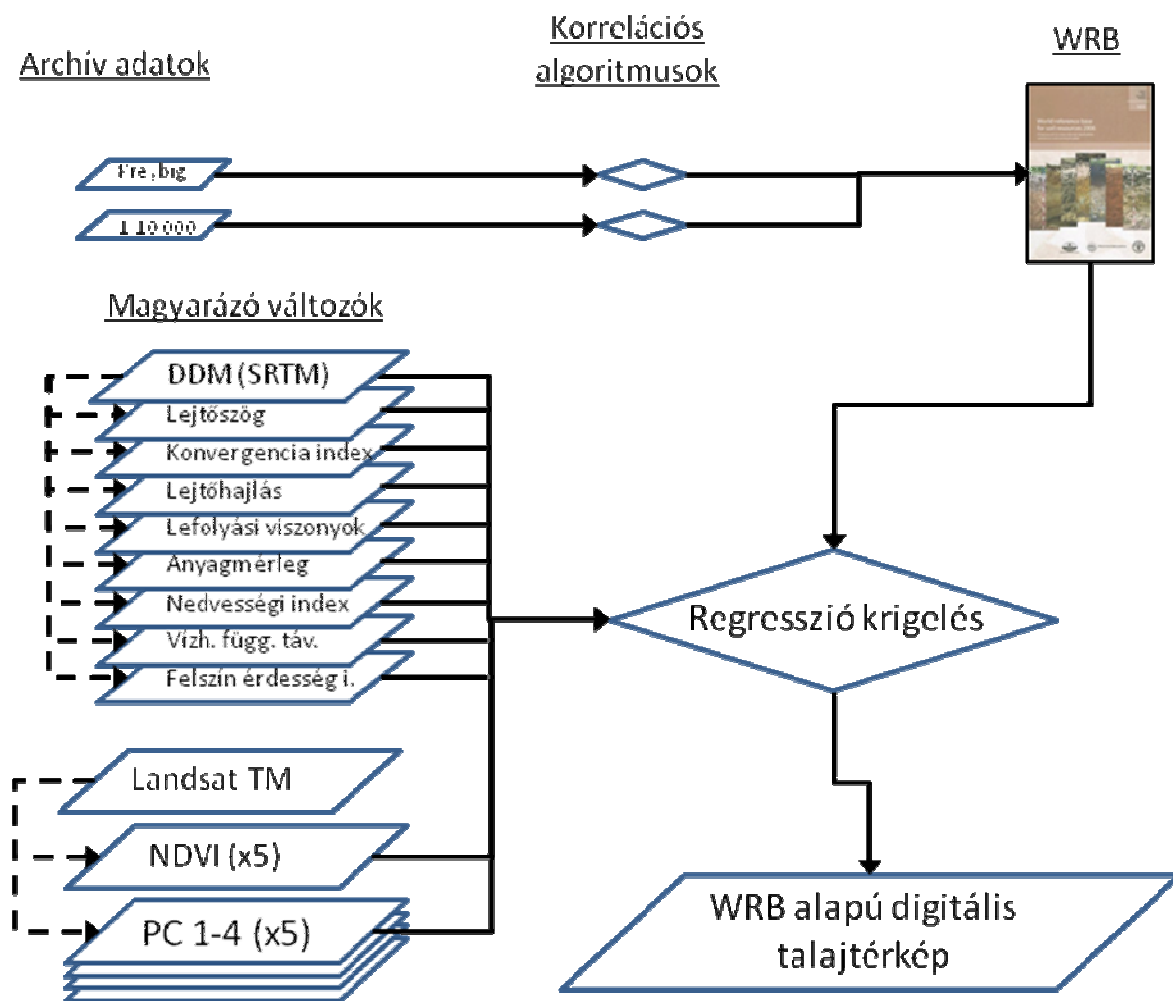 Archív adatok
Korrelációs
algoritmusok
WRB
1:10 000
Magyarázó változók
DDM (SRTM)
Lejtőszög
Konvergencia index
Lejtőhajlás
Lefolyási viszonyok
Anyagmérleg
Nedvességi index
Vízh. függ. táv.
Felszín érdesség i.
Regresszió krigelés
Landsat TM
NDVI (x5)
PC 1-4 (x5)
WRB alapú digitális
talajtérkép